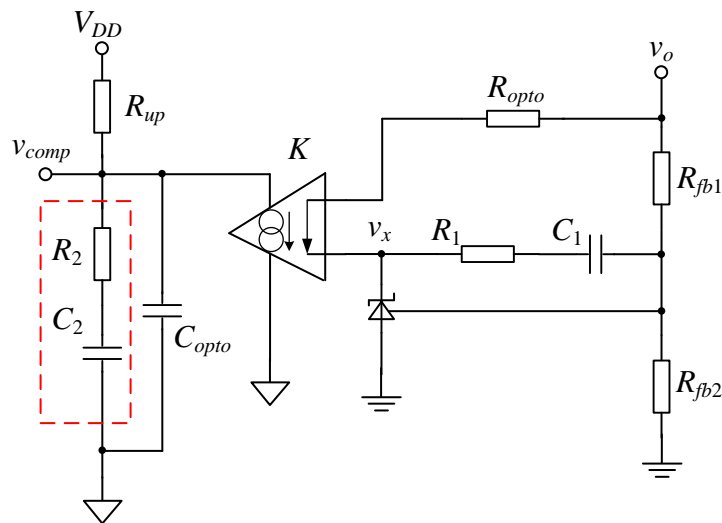 V_DD
v_o
R_up
R_opto
v_comp
K
R_fb1
v_x
R_1
C_1
R_2
C_2
C_opto
R_fb2